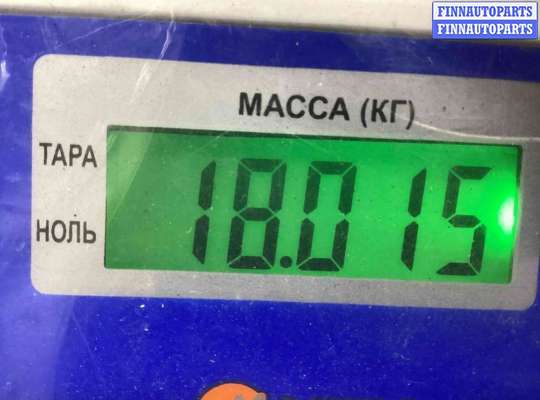 FINNAUTOPARTS
FINNAUTOPARTS
МАССА (КГ)
ТАРА
18.015
НОЛЬ